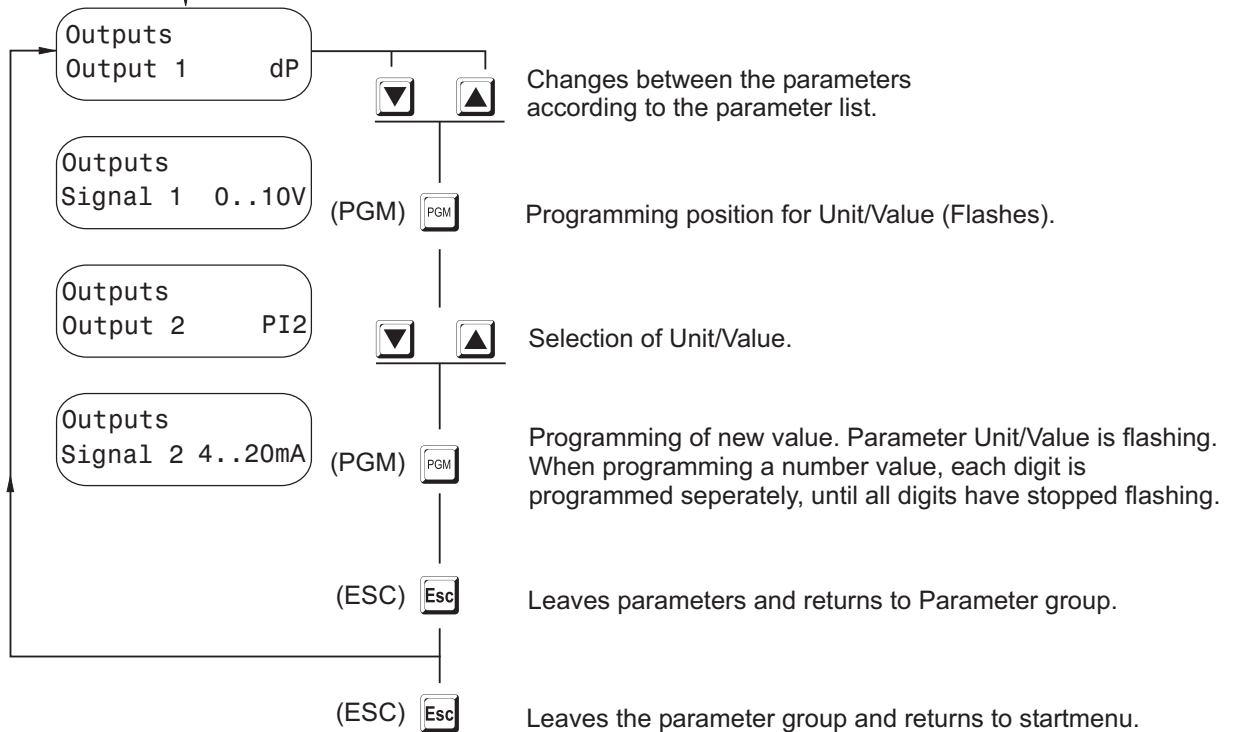 Outputs
Output 1 dP
Changes between the parameters
according to the parameter list.
Outputs
Signal 1 0..10V
(PGM) PGM
Programming position for Unit/Value (Flashes).
Outputs
Output 2 PI2
Selection of Unit/Value.
Outputs
Signal 2 4..20mA
(PGM) PGM
Programming of new value. Parameter Unit/Value is flashing.
When programming a number value, each digit is
programmed seperately, until all digits have stopped flashing.
(ESC) Esc
Leaves parameters and returns to Parameter group.
(ESC) Esc
Leaves the parameter group and returns to startmenu.